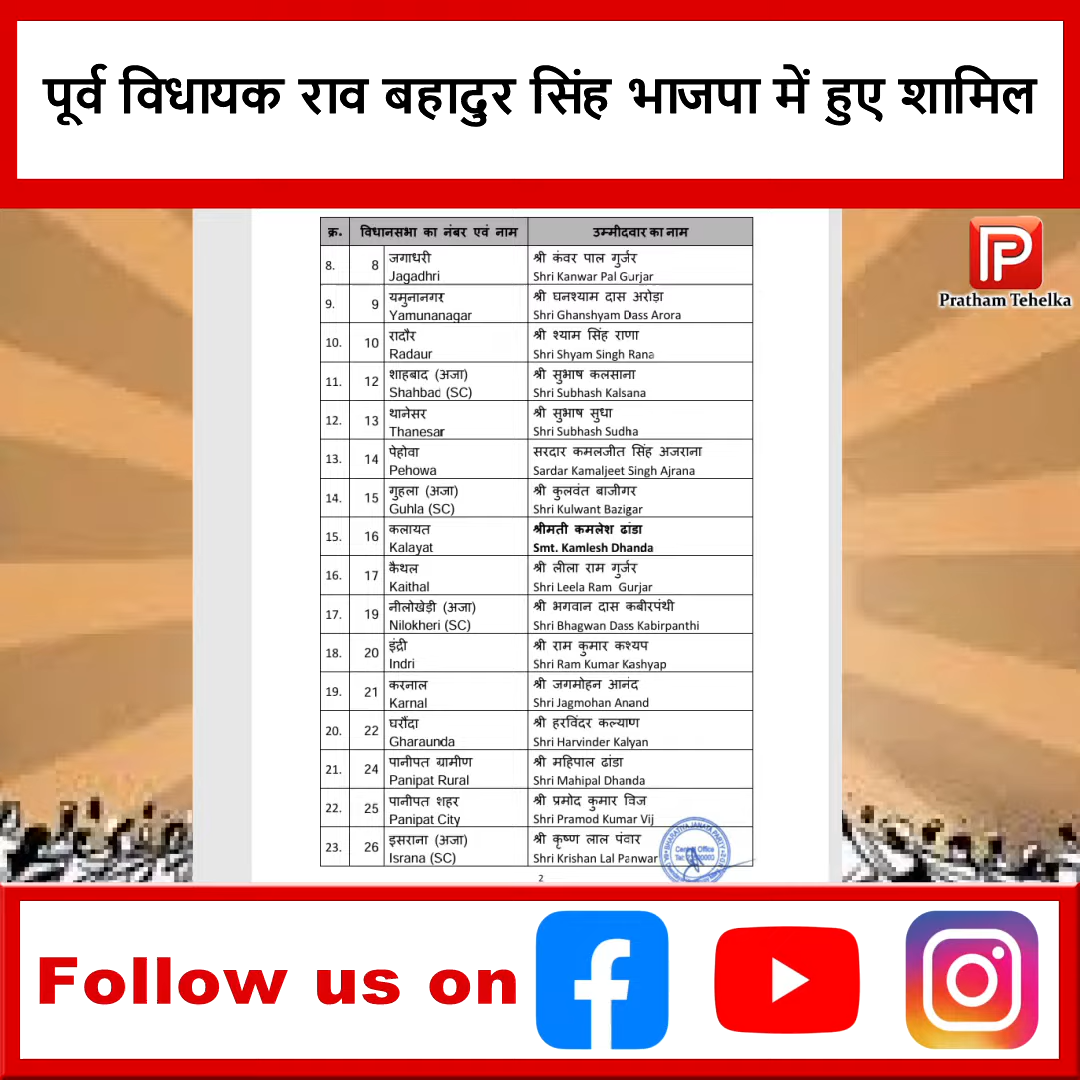 पूर्व विधायक राव बहादुर सिंह भाजपा में हुए शामिल
Pratham Tehelka
क्र. विधानसभा का नंबर एवं नाम उम्मीदवार का नाम
8. 8 जगाधरी श्री कंवर पाल गुर्जर
Jagadhri Shri Kanwar Pal Gurjar
9. 9 यमुनानगर श्री घनश्याम दास अरोड़ा
Yamunanagar Shri Ghanshyam Dass Arora
10. 10 रादौर श्री श्याम सिंह राणा
Radaur Shri Shyam Singh Rana
11. 12 शाहबाद (अजा) श्री सुभाष कलसाना
Shahbad (SC) Shri Subhash Kalsana
12. 13 थानेसर श्री सुभाष सुधा
Thanesar Shri Subhash Sudha
13. 14 पेहोवा सरदार कमलजीत सिंह अजराना
Pehowa Sardar Kamaljeet Singh Ajrana
14. 15 गुहला (अजा) श्री कुलवंत बाजीगर
Guhla (SC) Shri Kulwant Bazigar
15. 16 कलायत श्रीमती कमलेश ढांडा
Kalayat Smt. Kamlesh Dhanda
16. 17 कैथल श्री लीला राम गुर्जर
Kaithal Shri Leela Ram Gurjar
17. 19 नीलोखेड़ी (अजा) श्री भगवान दास कबीरपंथी
Nilokheri (SC) Shri Bhagwan Dass Kabirpanthi
18. 20 इंद्री श्री राम कुमार कश्यप
Indri Shri Ram Kumar Kashyap
19. 21 करनाल श्री जगमोहन आनंद
Karnal Shri Jagmohan Anand
20. 22 घरौंदा श्री हरविंदर कल्याण
Gharaunda Shri Harvinder Kalyan
21. 24 पानीपत ग्रामीण श्री महिपाल ढांडा
Panipat Rural Shri Mahipal Dhanda
22. 25 पानीपत शहर श्री प्रमोद कुमार विज
Panipat City Shri Pramod Kumar Vij
23. 26 इसराना (अजा) श्री कृष्ण लाल पंवार
Israna (SC) Shri Krishan Lal Panwar
2
Follow us on